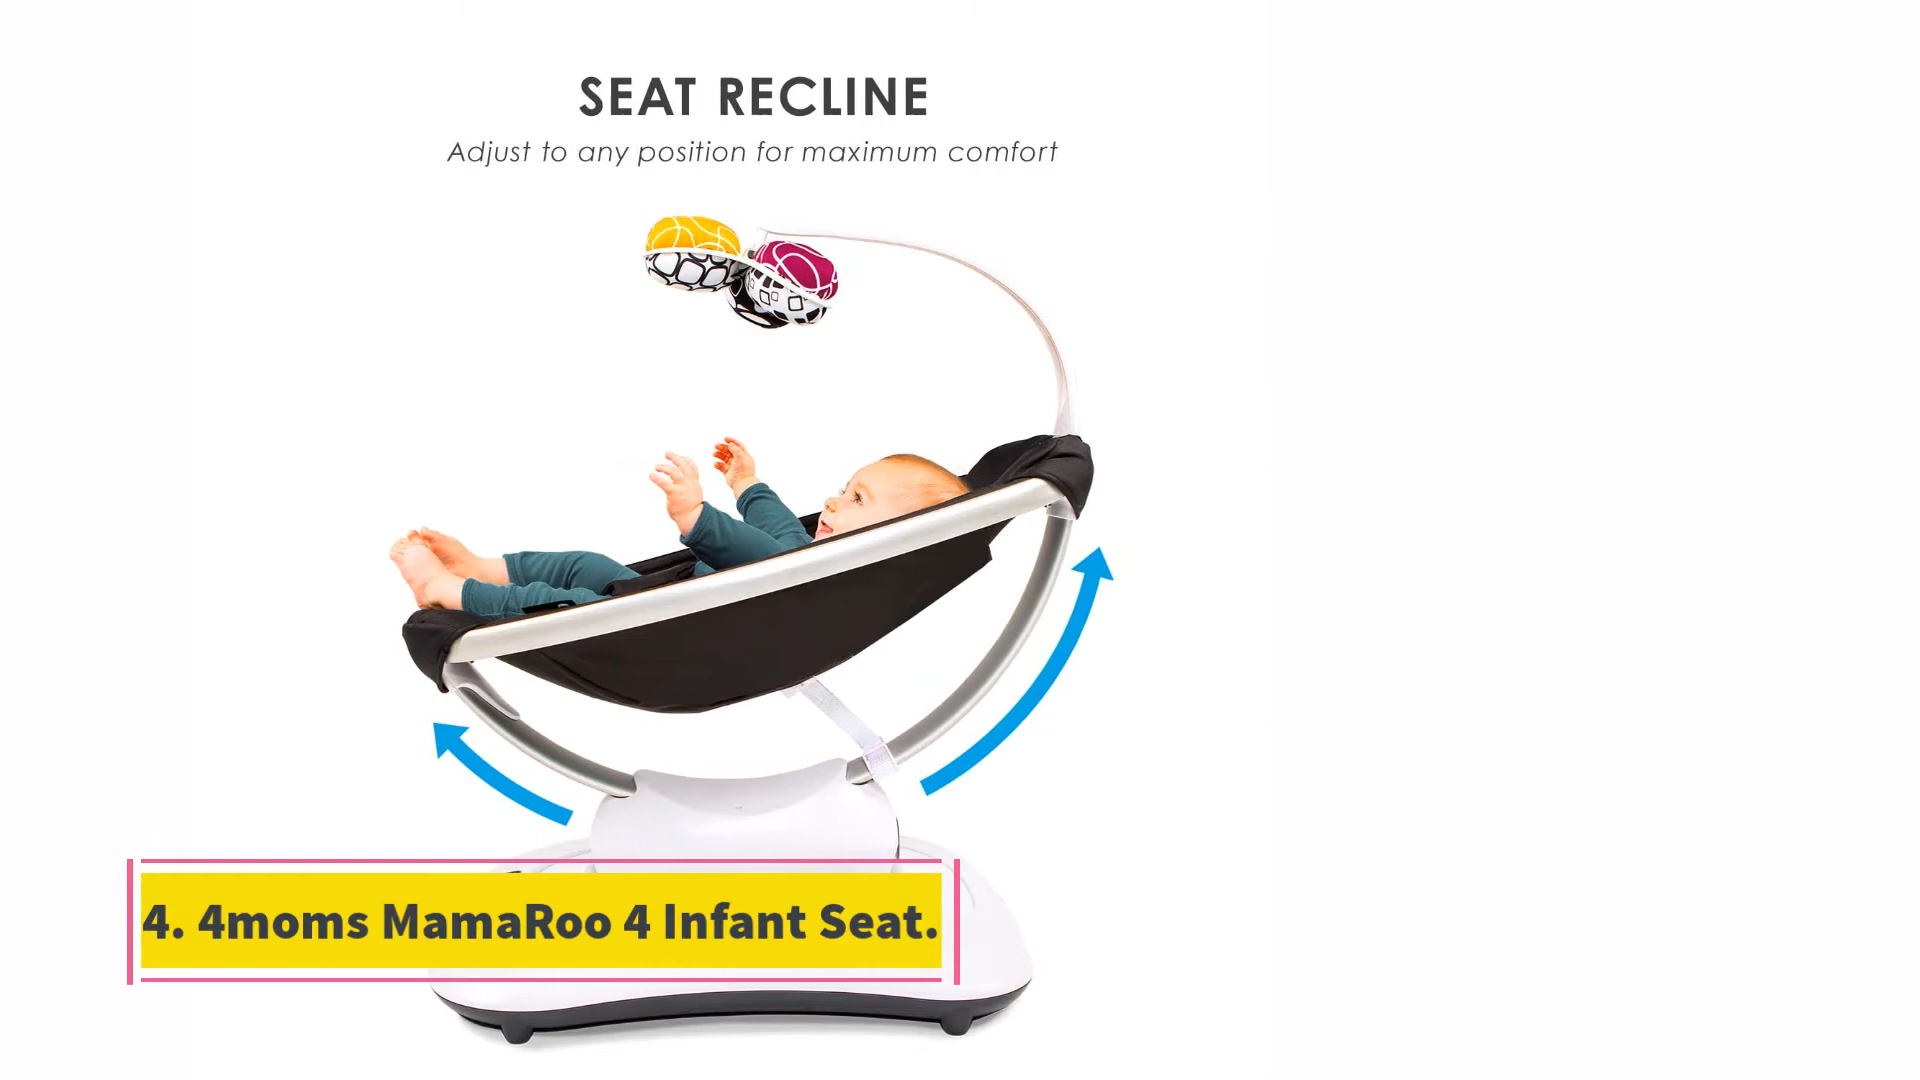 SEAT RECLINE
Adjust to any position for maximum comfort
4. 4moms MamaRoo 4 Infant Seat.